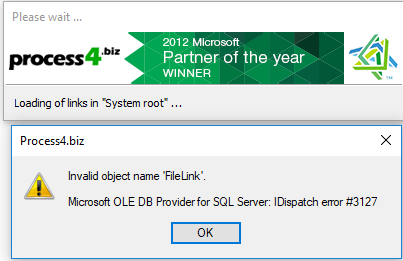 Please wait ...
process4.biz
2012 Microsoft
Partner of the year
WINNER
Loading of links in "System root" ...
Process4.biz
Invalid object name 'FileLink'.
Microsoft OLE DB Provider for SQL Server: IDispatch error #3127
OK